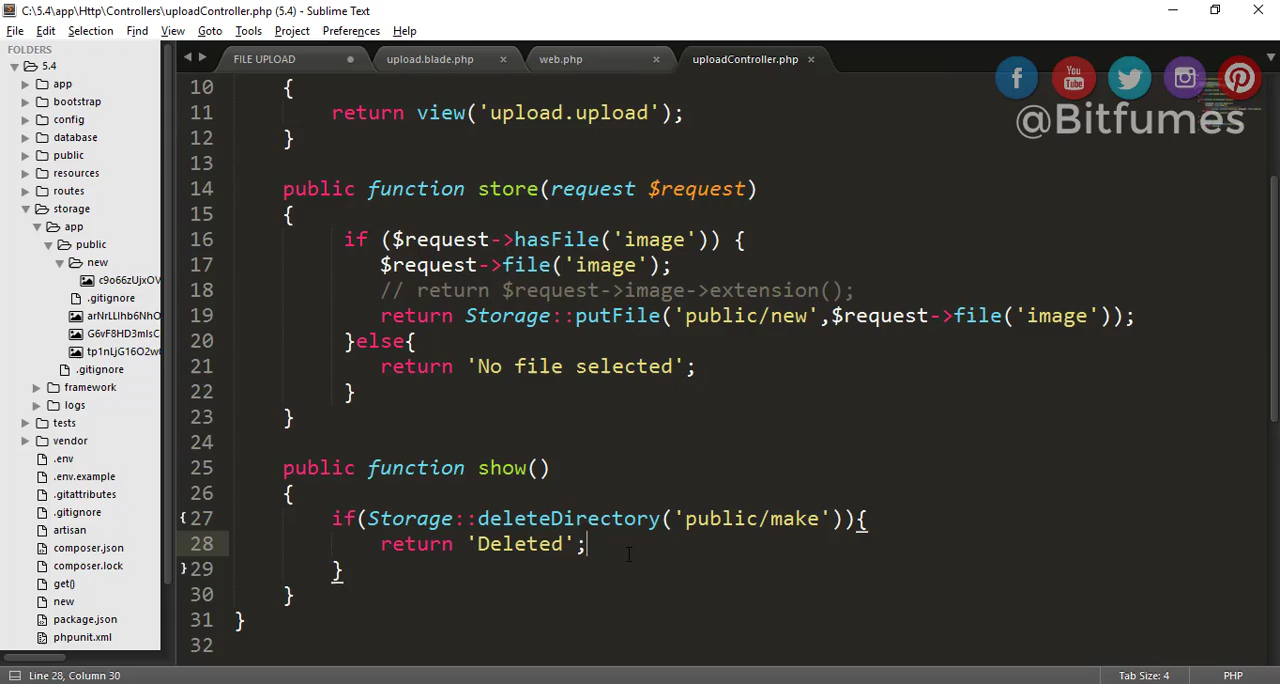 C:\5.4\app\Http\Controllers\uploadController.php (5.4) - Sublime Text
File Edit Selection Find View Goto Tools Project Preferences Help
FOLDERS
5.4
app
bootstrap
config
database
public
resources
routes
storage
app
public
new
c9o66zUjxOV
.gitignore
arNrLLIhb6NhO
G6vF8HD3mIsC
tp1nLjG16O2w
.gitignore
framework
logs
tests
vendor
.env
.env.example
.gitattributes
.gitignore
artisan
composer.json
composer.lock
get()
new
package.json
phpunit.xml
FILE UPLOAD
upload.blade.php
web.php
uploadController.php
You
Tube
@Bitfumes
10 {
11 return view('upload.upload');
12 }
13
14 public function store(request $request)
15 {
16 if ($request->hasFile('image')) {
17 $request->file('image');
18 // return $request->image->extension();
19 return Storage::putFile('public/new',$request->file('image'));
20 }else{
21 return 'No file selected';
22 }
23 }
24
25 public function show()
26 {
27 if(Storage::deleteDirectory('public/make')){
28 return 'Deleted';
29 }
30 }
31 }
32
Line 28, Column 30
Tab Size: 4
PHP